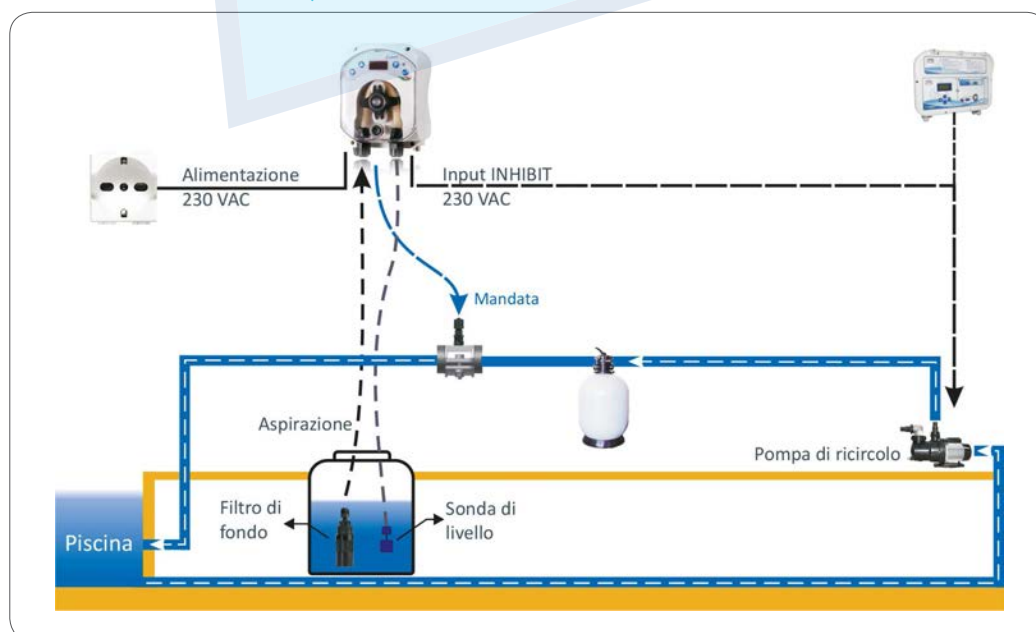 Alimentazione
230 VAC
Input INHIBIT
230 VAC
Mandata
Aspirazione
Pompa di ricircolo
Filtro di
fondo
Sonda di
livello
Piscina